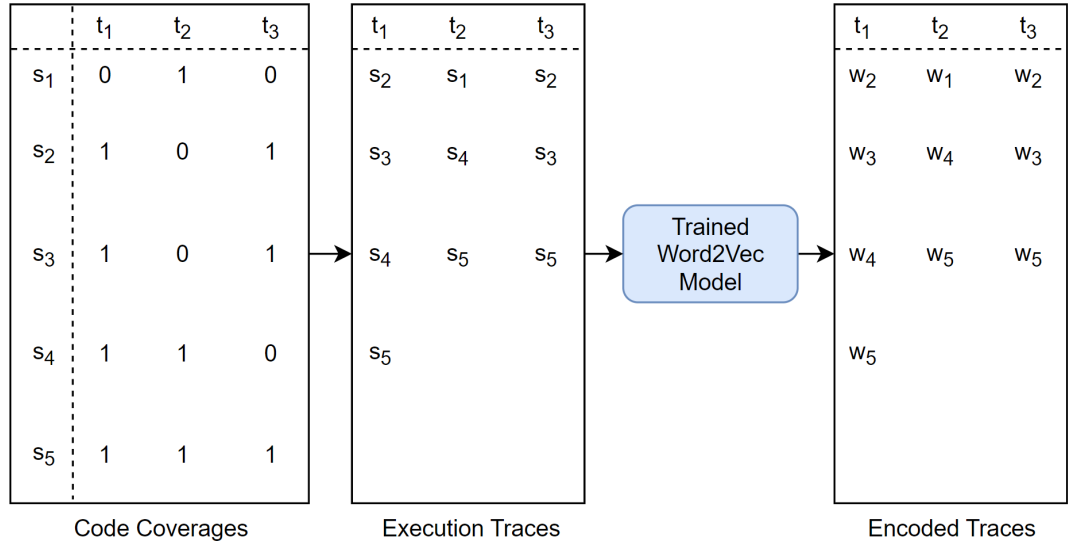 t₁ t₂ t₃
s₁ 0 1 0
s₂ 1 0 1
s₃ 1 0 1
s₄ 1 1 0
s₅ 1 1 1
Code Coverages
t₁ t₂ t₃
s₂ s₁ s₂
s₃ s₄ s₃
s₄ s₅ s₅
s₅
Execution Traces
Trained
Word2Vec
Model
t₁ t₂ t₃
w₂ w₁ w₂
w₃ w₄ w₃
w₄ w₅ w₅
w₅
Encoded Traces